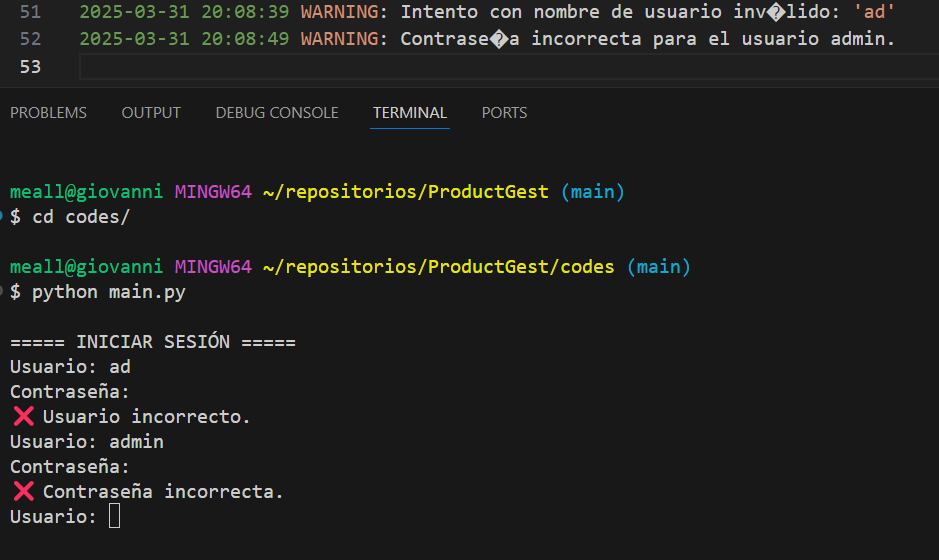 51 2025-03-31 20:08:39 WARNING: Intento con nombre de usuario inv�lido: 'ad'
52 2025-03-31 20:08:49 WARNING: Contrase�a incorrecta para el usuario admin.
53
PROBLEMS OUTPUT DEBUG CONSOLE TERMINAL PORTS
meall@giovanni MINGW64 ~/repositorios/ProductGest (main)
$ cd codes/
meall@giovanni MINGW64 ~/repositorios/ProductGest/codes (main)
$ python main.py
===== INICIAR SESIÓN =====
Usuario: ad
Contraseña:
❌ Usuario incorrecto.
Usuario: admin
Contraseña:
❌ Contraseña incorrecta.
Usuario: